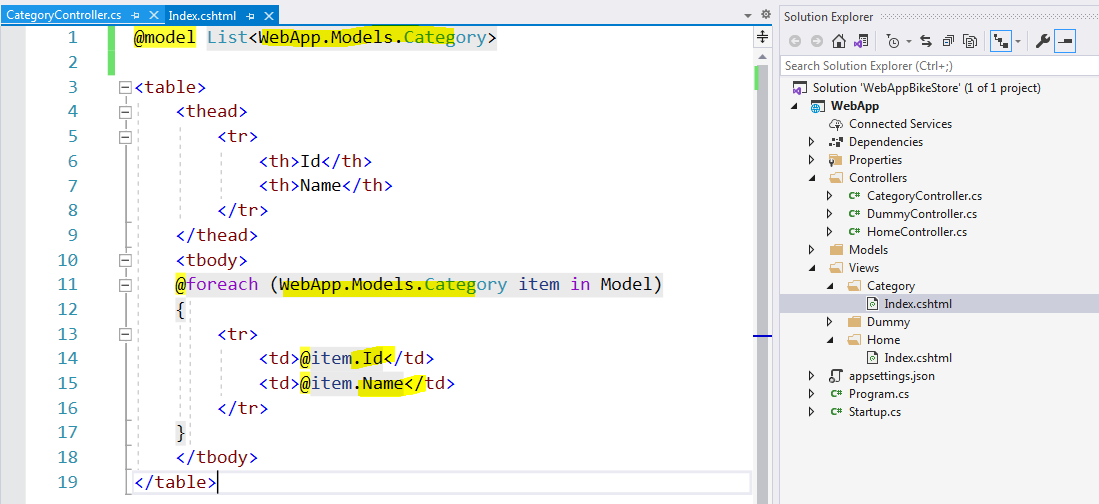 CategoryController.cs
Index.cshtml
1 @model List<WebApp.Models.Category>
2
3 <table>
4 <thead>
5 <tr>
6 <th>Id</th>
7 <th>Name</th>
8 </tr>
9 </thead>
10 <tbody>
11 @foreach (WebApp.Models.Category item in Model)
12 {
13 <tr>
14 <td>@item.Id</td>
15 <td>@item.Name</td>
16 </tr>
17 }
18 </tbody>
19 </table>
Solution Explorer
Search Solution Explorer (Ctrl+;)
Solution 'WebAppBikeStore' (1 of 1 project)
WebApp
Connected Services
Dependencies
Properties
Controllers
C# CategoryController.cs
C# DummyController.cs
C# HomeController.cs
Models
Views
Category
Index.cshtml
Dummy
Home
Index.cshtml
appsettings.json
C# Program.cs
C# Startup.cs